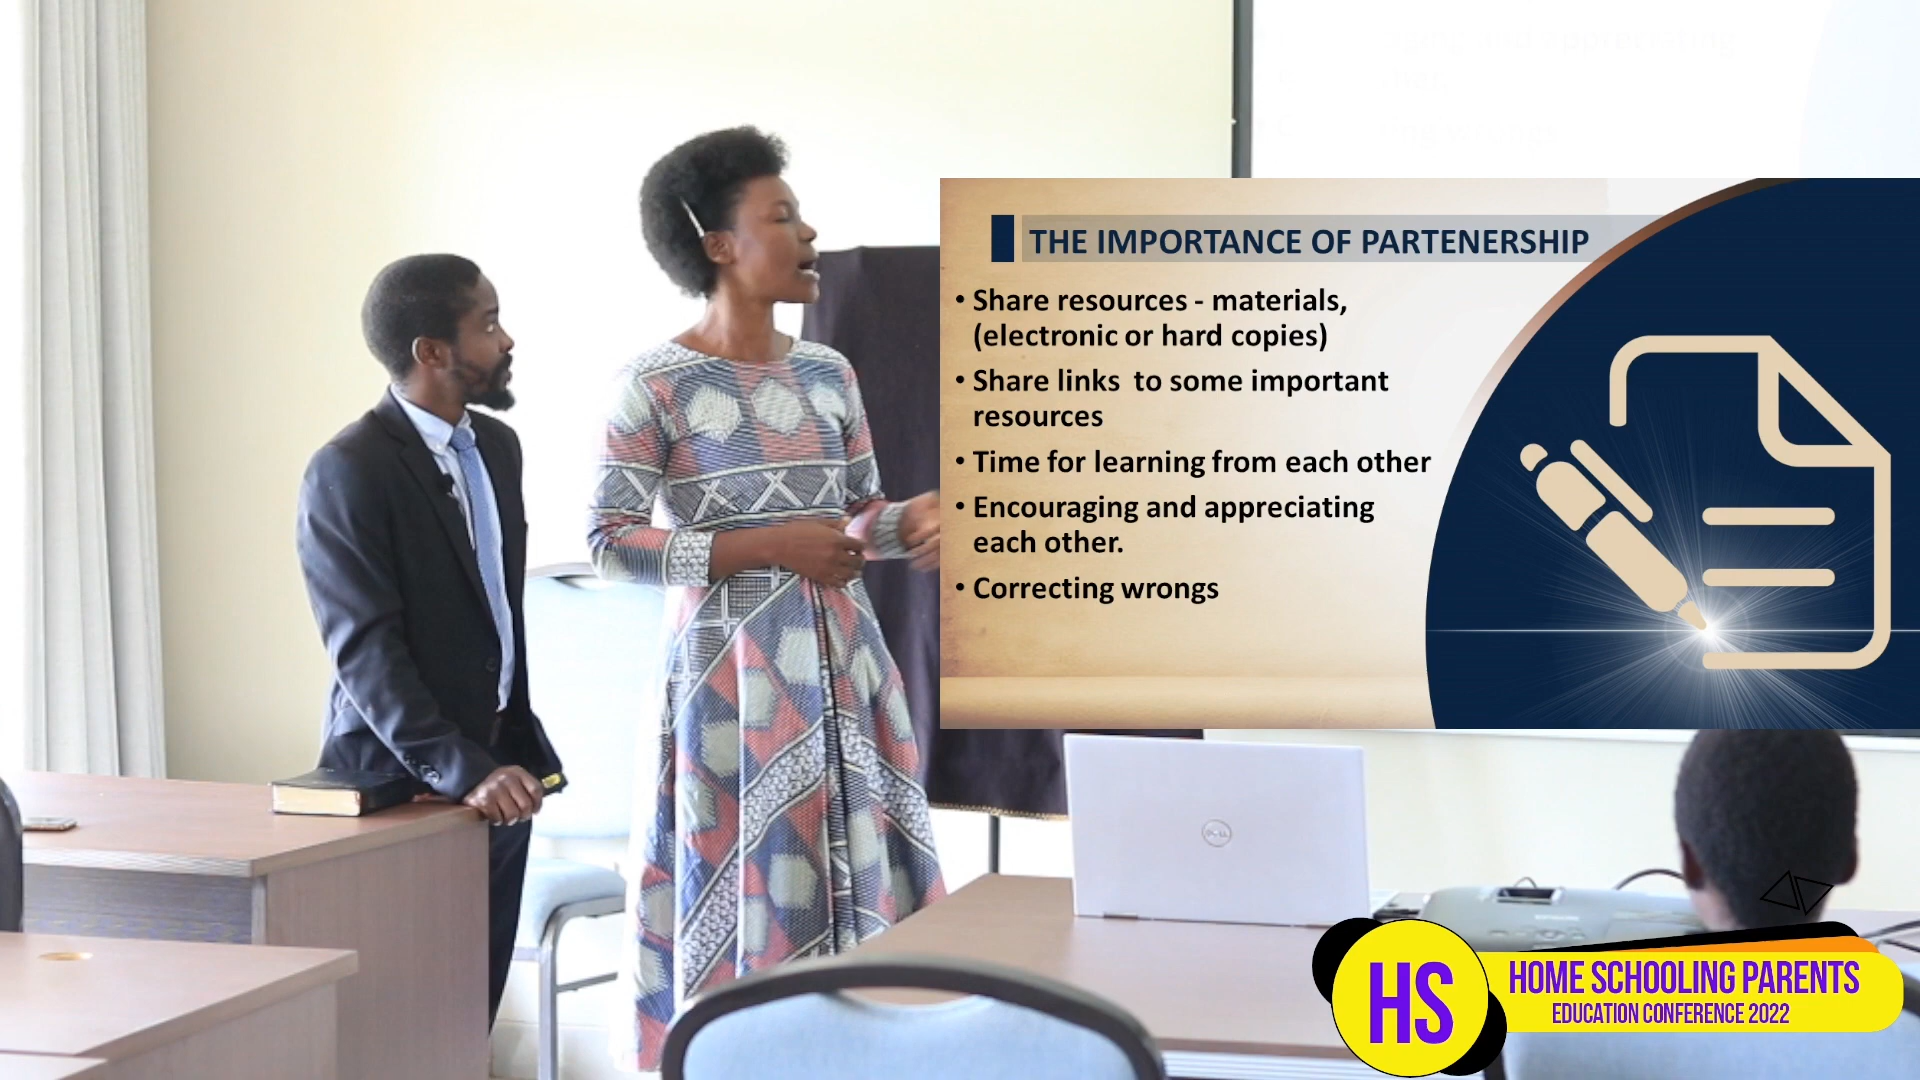 THE IMPORTANCE OF PARTENERSHIP
• Share resources - materials,
(electronic or hard copies)
• Share links to some important
resources
• Time for learning from each other
• Encouraging and appreciating
each other.
• Correcting wrongs
DELL
HS
HOME SCHOOLING PARENTS
EDUCATION CONFERENCE 2022